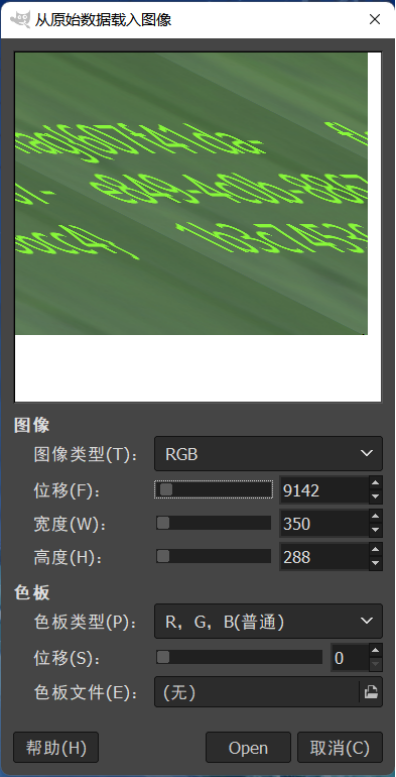 从原始数据载入图像
图像
图像类型(T)： RGB
位移(F)： 9142
宽度(W)： 350
高度(H)： 288
色板
色板类型(P)： R，G，B(普通)
位移(S)： 0
色板文件(E)： (无)
帮助(H) Open 取消(C)